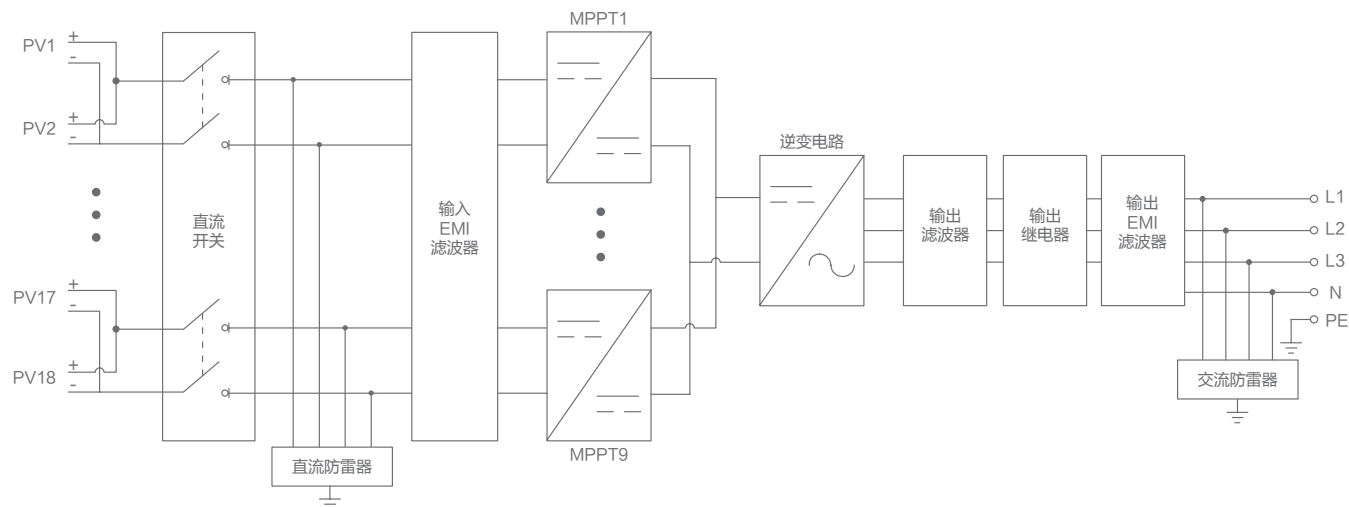 MPPT1
PV1
+
-
PV2
+
-
直流
开关
输入
EMI
滤波器
逆变电路
输出
滤波器
输出
继电器
输出
EMI
滤波器
L1
L2
L3
N
PE
PV17
+
-
PV18
+
-
MPPT9
直流防雷器
交流防雷器